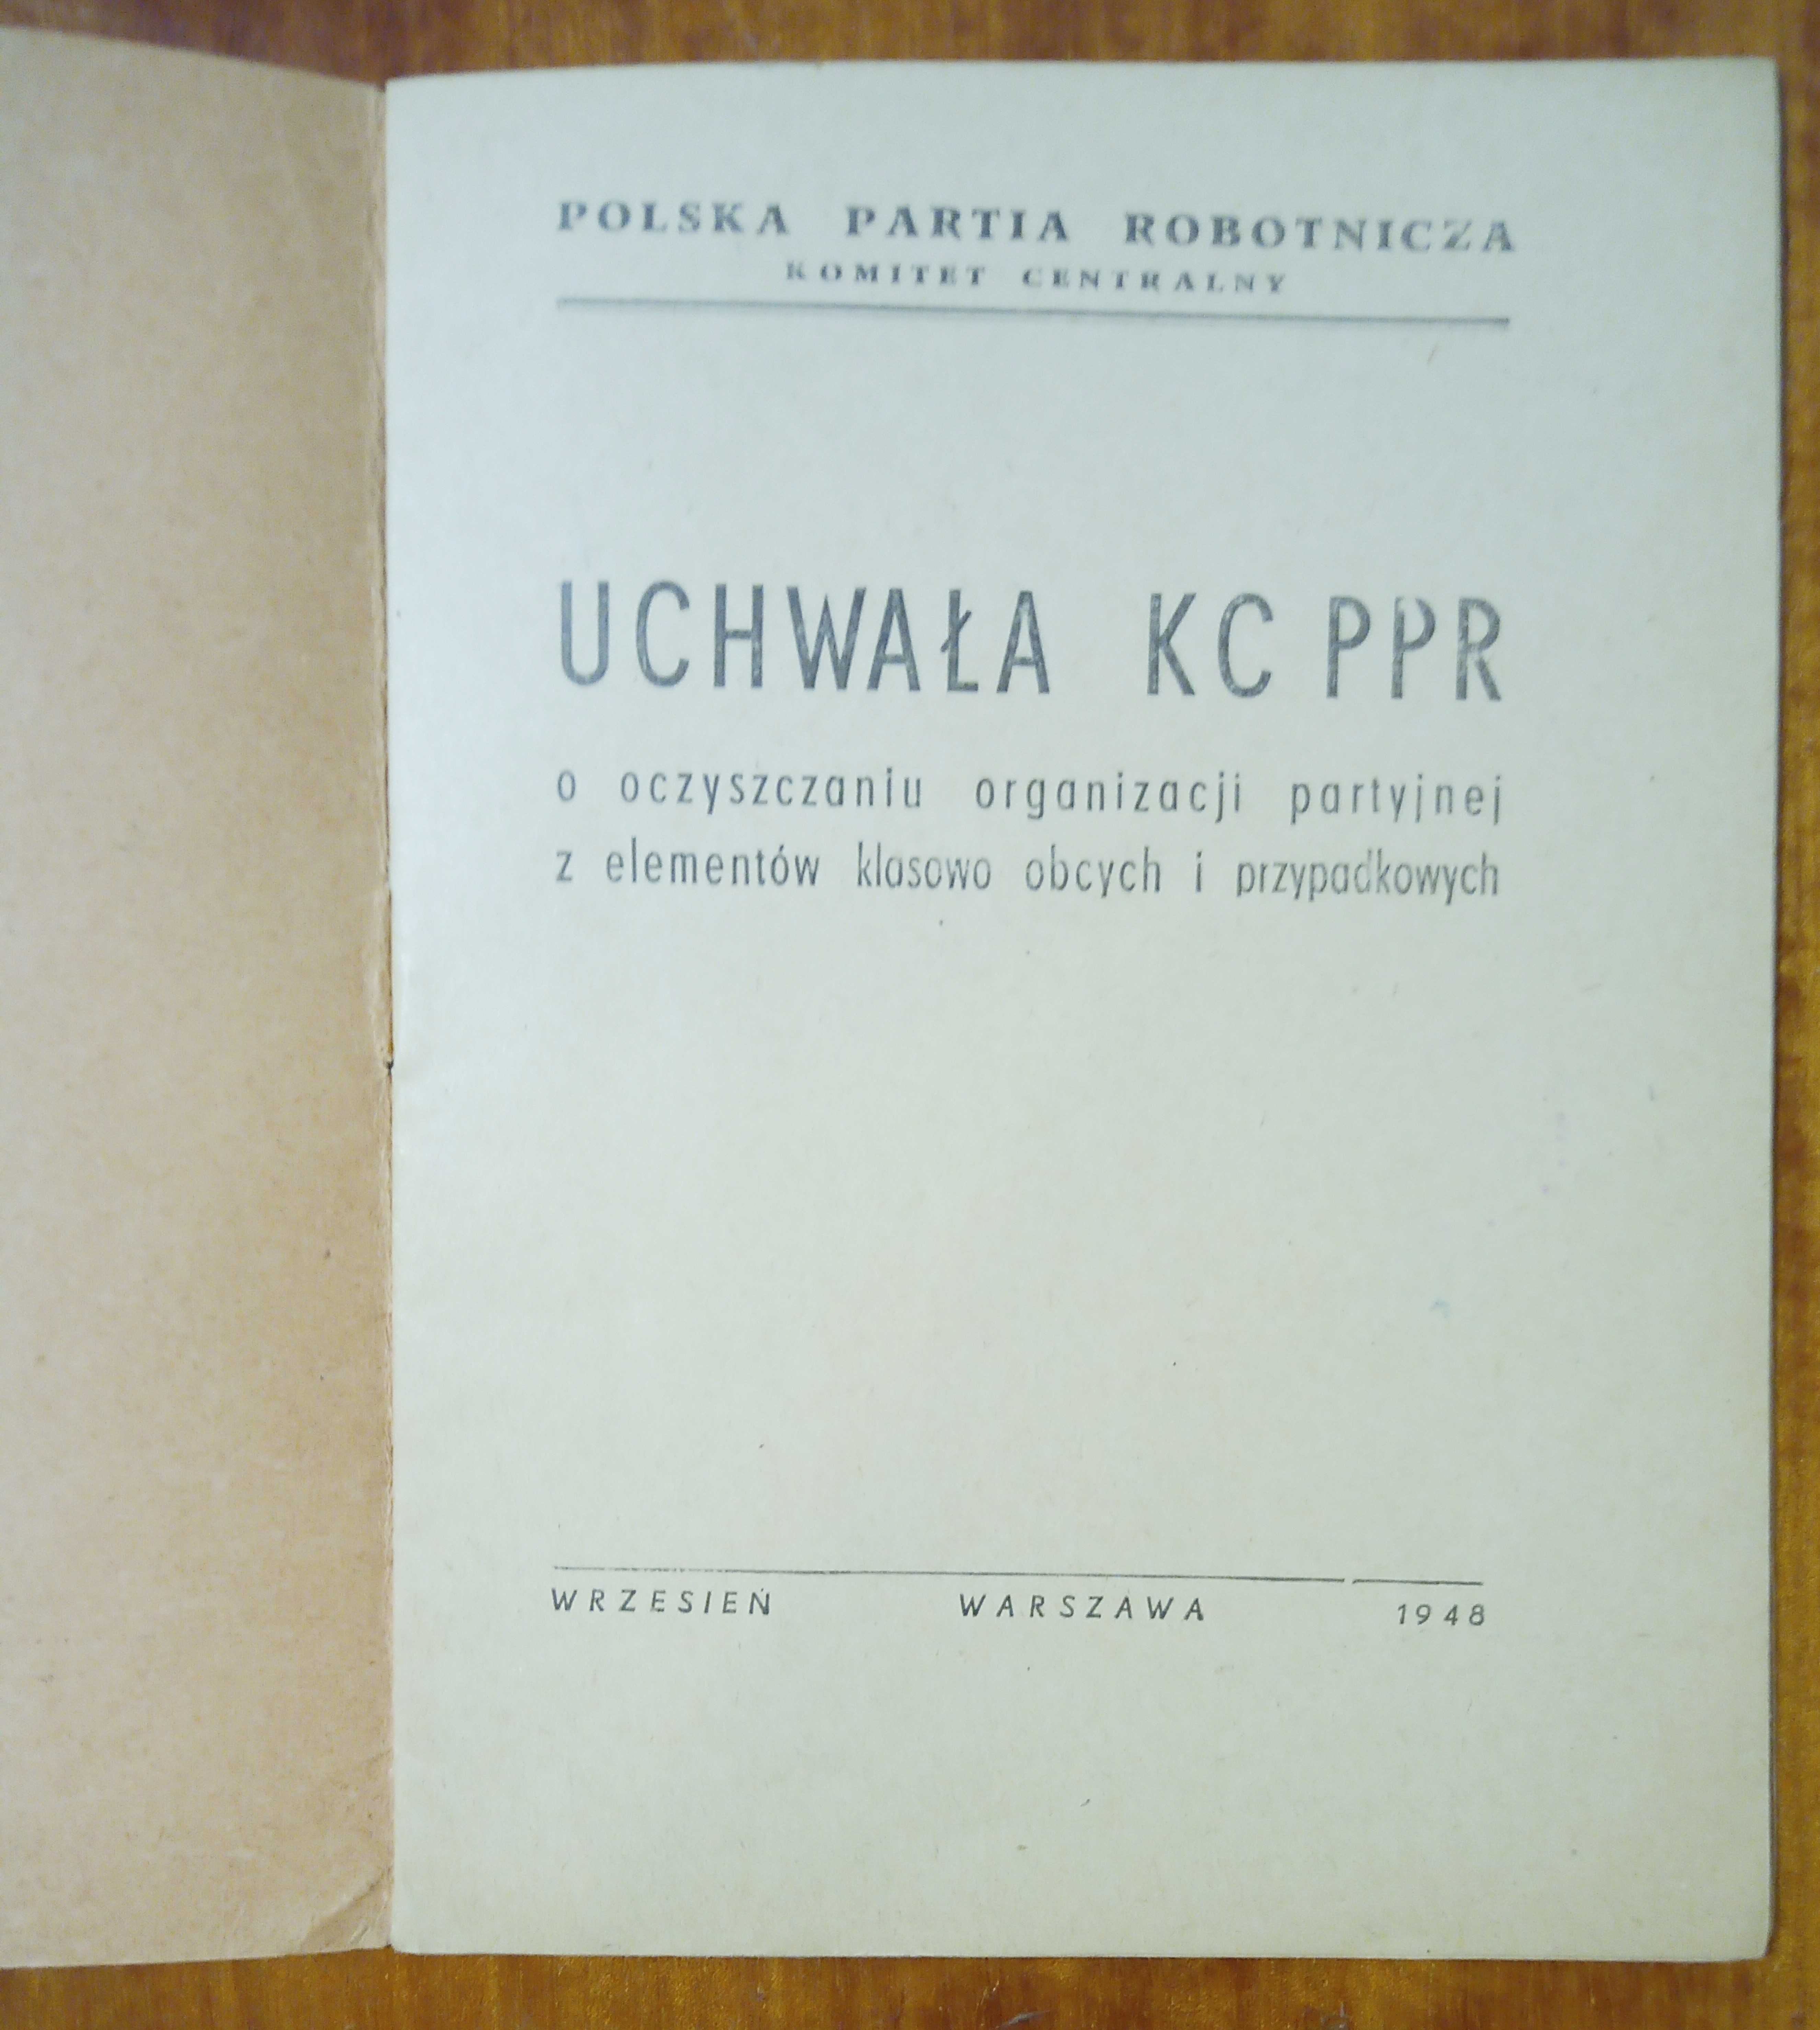 POLSKA PARTIA ROBOTNICZA
KOMITET CENTRALNY
UCHWAŁA KC PPR
o oczyszczaniu organizacji partyjnej
z elementów klasowo obcych i przypadkowych
WRZESIEŃ WARSZAWA 1948